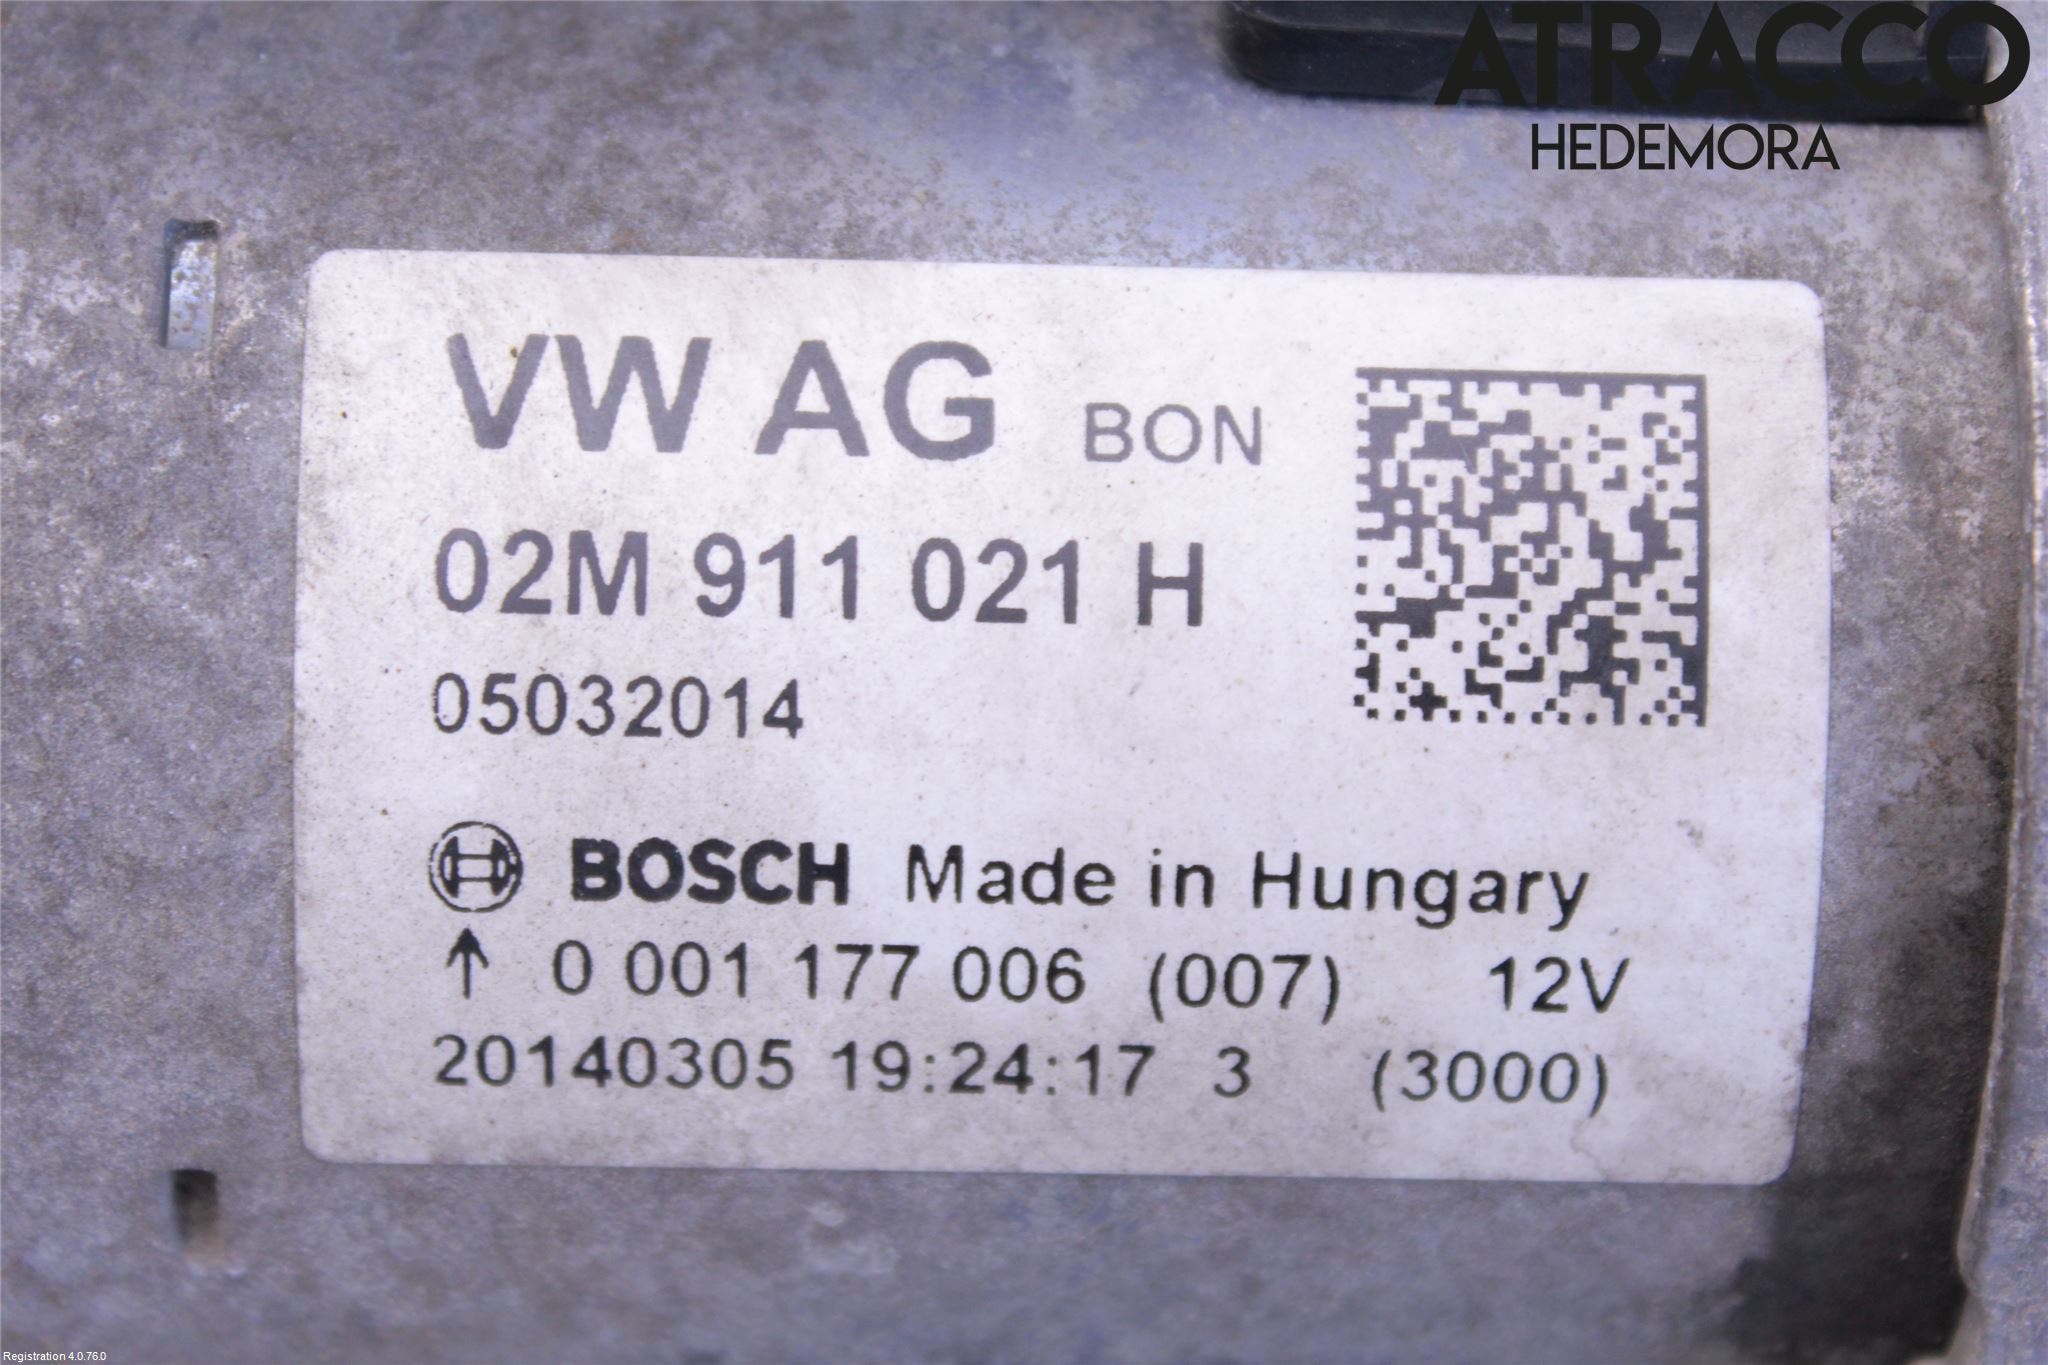 ATRACCO
HEDEMORA
VW AG BON
02M 911 021 H
05032014
BOSCH Made in Hungary
↑ 0 001 177 006 (007) 12V
20140305 19:24:17 3 (3000)
Registration 4.0.76.0